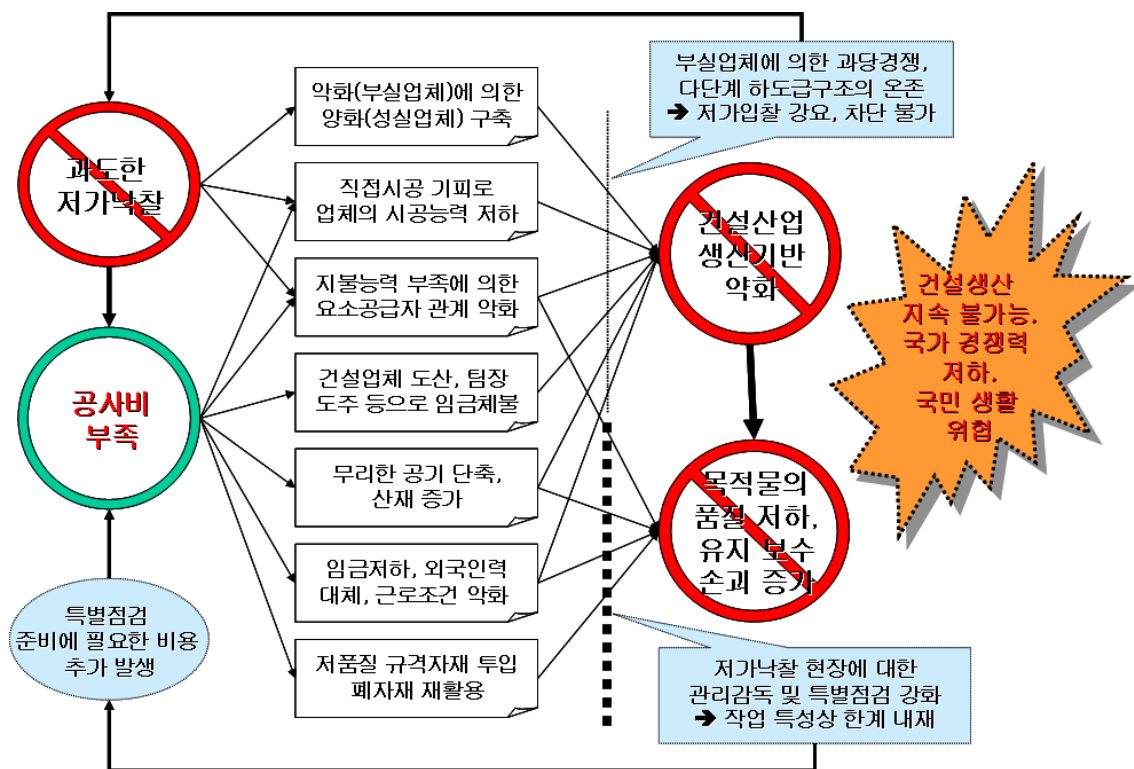 부실업체에 의한 과당경쟁,
다단계 하도급구조의 온존
➔ 저가입찰 강요, 차단 불가
악화(부실업체)에 의한
양화(성실업체) 구축
과도한
저가낙찰
직접시공 기피로
업체의 시공능력 저하
건설산업
생산기반
약화
지불능력 부족에 의한
요소공급자 관계 악화
건설생산
지속 불가능.
국가 경쟁력
저하.
국민 생활
위협
건설업체 도산, 팀장
도주 등으로 임금체불
공사비
부족
무리한 공기 단축,
산재 증가
목적물의
품질 저하,
유지 보수
손괴 증가
임금저하, 외국인력
대체, 근로조건 악화
특별점검
준비에 필요한 비용
추가 발생
저품질 규격자재 투입
폐자재 재활용
저가낙찰 현장에 대한
관리감독 및 특별점검 강화
➔ 작업 특성상 한계 내재